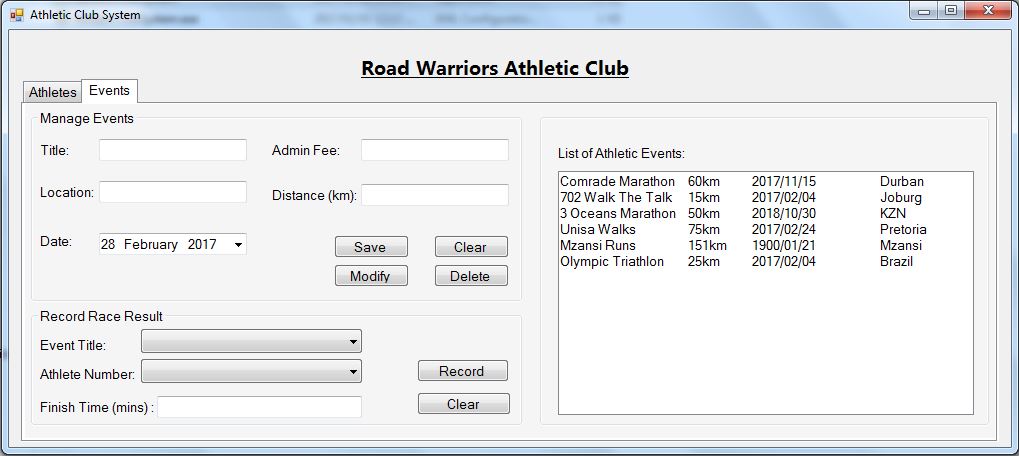 Athletic Club System
Road Warriors Athletic Club
Athletes Events
Manage Events
Title: Admin Fee:
Location: Distance (km):
Date: 28 February 2017
Save Clear
Modify Delete
Record Race Result
Event Title:
Athlete Number: Record
Finish Time (mins) : Clear
List of Athletic Events:
Comrade Marathon 60km 2017/11/15 Durban
702 Walk The Talk 15km 2017/02/04 Joburg
3 Oceans Marathon 50km 2018/10/30 KZN
Unisa Walks 75km 2017/02/24 Pretoria
Mzansi Runs 151km 1900/01/21 Mzansi
Olympic Triathlon 25km 2017/02/04 Brazil